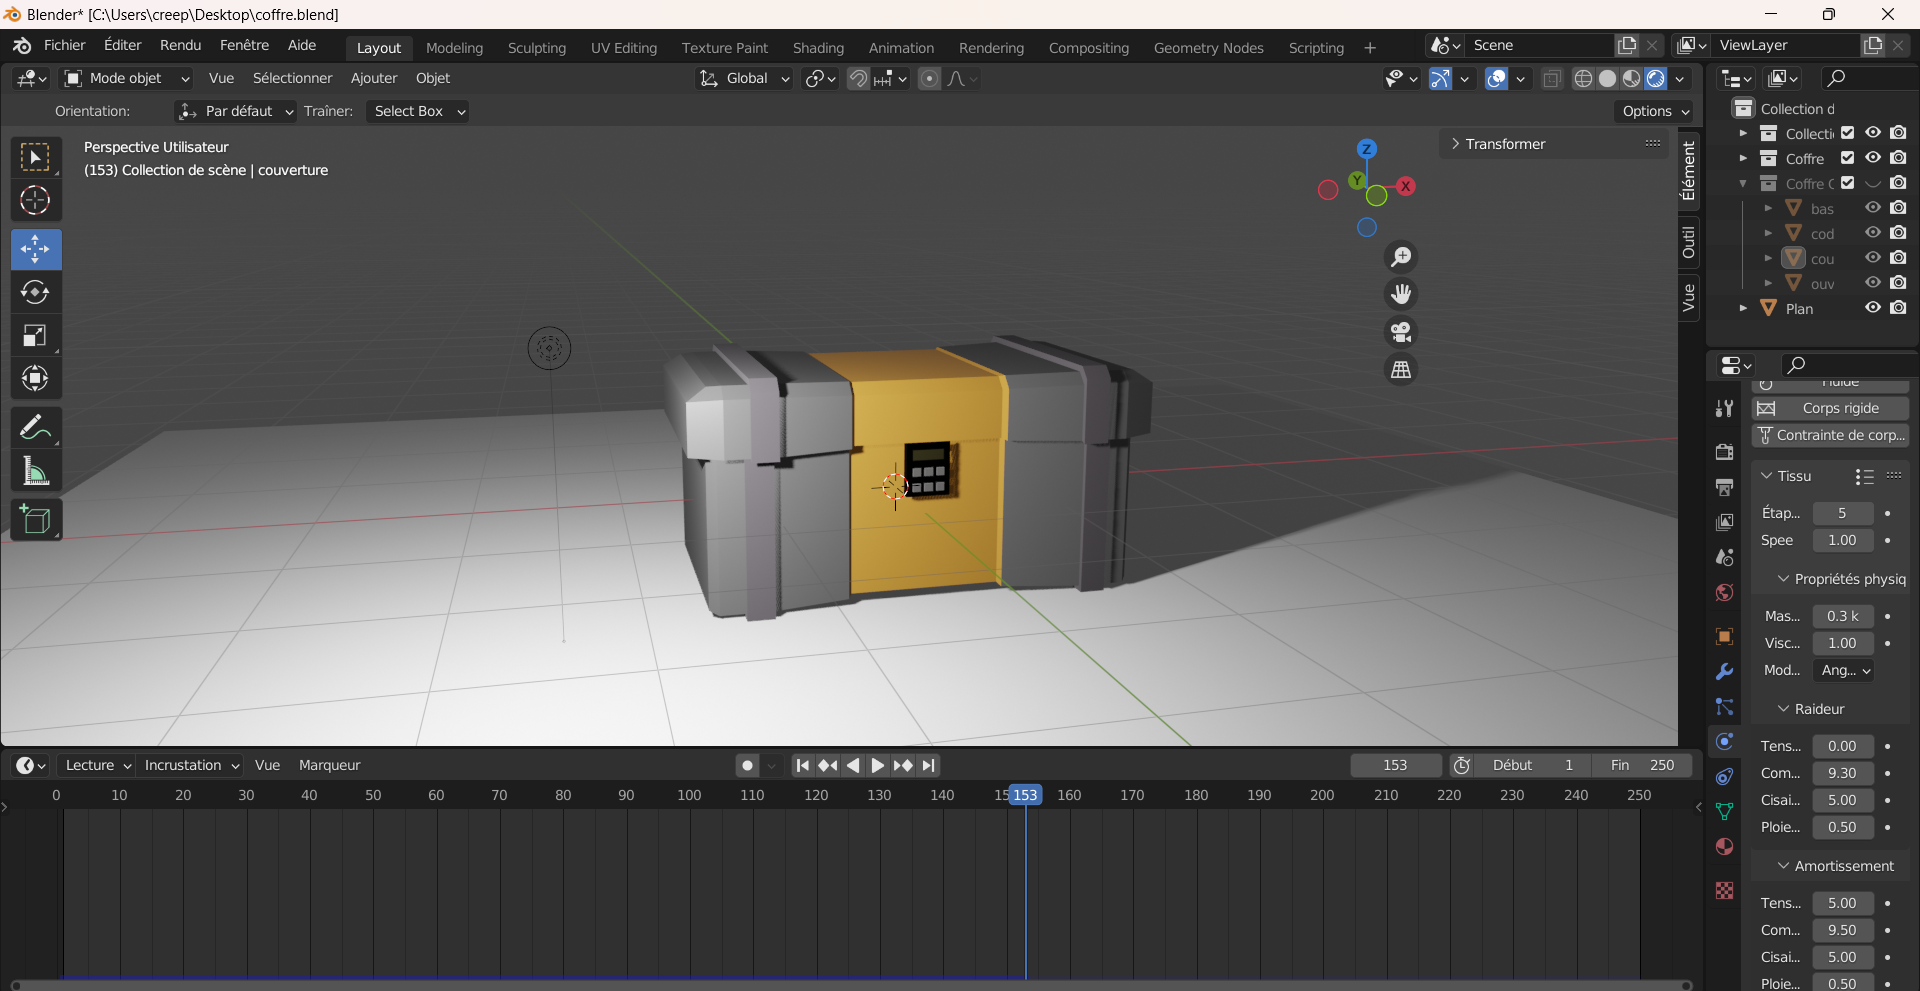 Blender* [C:\Users\creep\Desktop\coffre.blend]
Fichier Éditer Rendu Fenêtre Aide Layout Modeling Sculpting UV Editing Texture Paint Shading Animation Rendering Compositing Geometry Nodes Scripting + Scene ViewLayer
Mode objet Vue Sélectionner Ajouter Objet Global
Orientation: Par défaut Traîner: Select Box Options
Perspective Utilisateur
(153) Collection de scène | couverture
Transformer
Z
Y
X
Élément
Outil
Vue
Collection d
Collecti
Coffre
Coffre C
bas
cod
cou
ouv
Plan
Fluide
Corps rigide
Contrainte de corp...
Tissu
Étap... 5
Spee 1.00
Propriétés physiq
Mas... 0.3 k
Visc... 1.00
Mod... Ang...
Raideur
Tens... 0.00
Com... 9.30
Cisai... 5.00
Ploie... 0.50
Amortissement
Tens... 5.00
Com... 9.50
Cisai... 5.00
Ploie... 0.50
Lecture Incrustation Vue Marqueur 153 Début 1 Fin 250
0 10 20 30 40 50 60 70 80 90 100 110 120 130 140 15 153 160 170 180 190 200 210 220 230 240 250